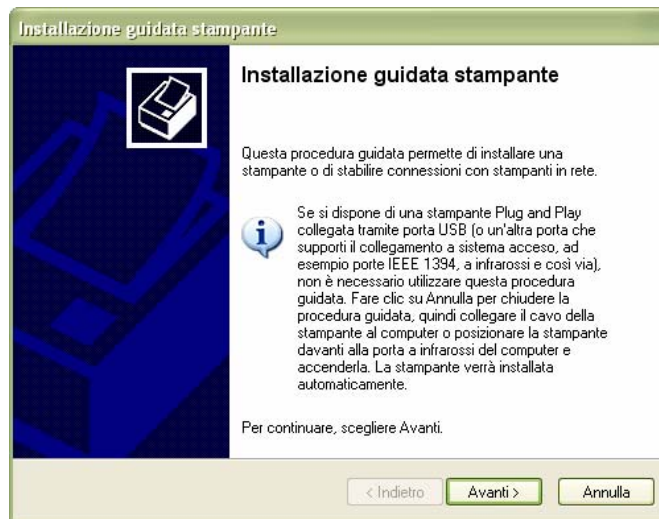 Installazione guidata stampante
Installazione guidata stampante
Questa procedura guidata permette di installare una
stampante o di stabilire connessioni con stampanti in rete.
Se si dispone di una stampante Plug and Play
collegata tramite porta USB (o un'altra porta che
supporti il collegamento a sistema acceso, ad
esempio porte IEEE 1394, a infrarossi e così via),
non è necessario utilizzare questa procedura
guidata. Fare clic su Annulla per chiudere la
procedura guidata, quindi collegare il cavo della
stampante al computer o posizionare la stampante
davanti alla porta a infrarossi del computer e
accenderla. La stampante verrà installata
automaticamente.
Per continuare, scegliere Avanti.
< Indietro Avanti > Annulla